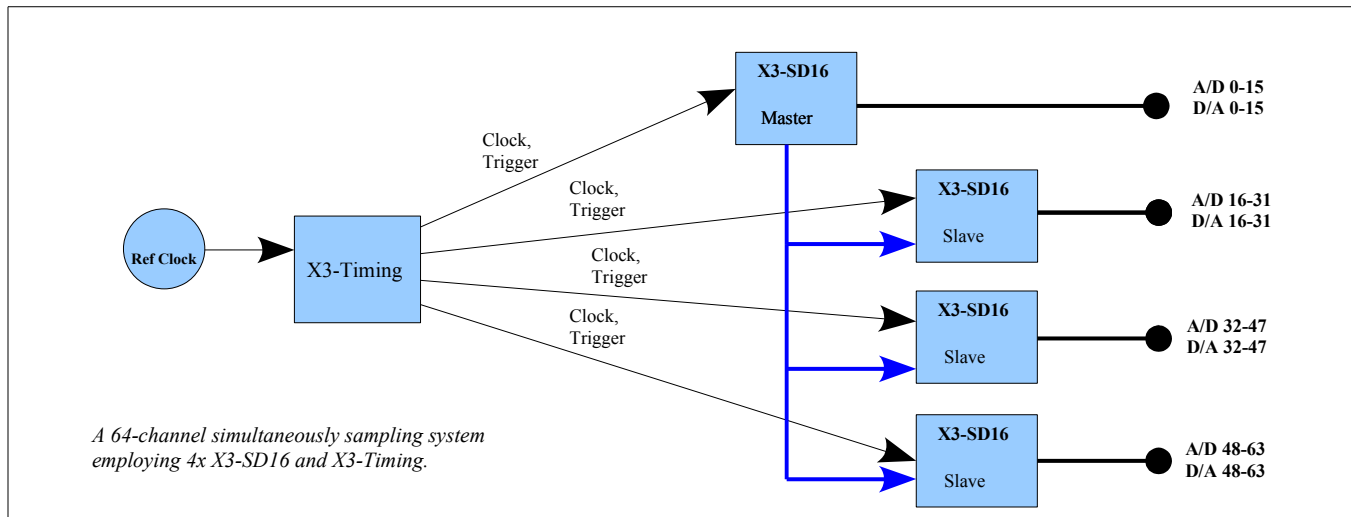 X3-SD16
Master
A/D 0-15
D/A 0-15
Clock,
Trigger
Clock,
Trigger
X3-SD16
Slave
A/D 16-31
D/A 16-31
Ref Clock
X3-Timing
Clock,
Trigger
X3-SD16
Slave
A/D 32-47
D/A 32-47
Clock,
Trigger
X3-SD16
Slave
A/D 48-63
D/A 48-63
A 64-channel simultaneously sampling system
employing 4x X3-SD16 and X3-Timing.